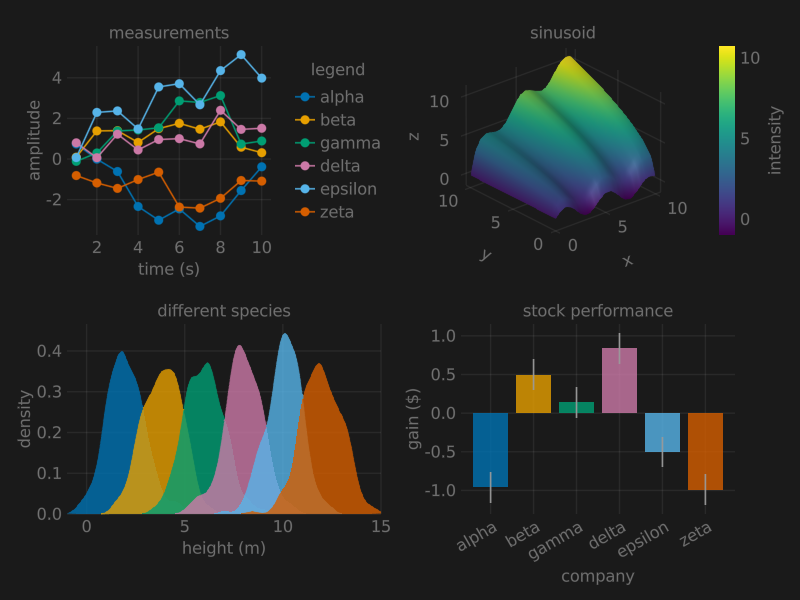 measurements
amplitude
4
2
0
-2
2
4
6
8
10
time (s)
legend
alpha
beta
gamma
delta
epsilon
zeta
sinusoid
z
10
5
0
10
5
0
y
0
5
10
x
10
5
0
intensity
different species
density
0.4
0.3
0.2
0.1
0.0
0
5
10
15
height (m)
stock performance
gain ($)
1.0
0.5
0.0
-0.5
-1.0
alpha
beta
gamma
delta
epsilon
zeta
company